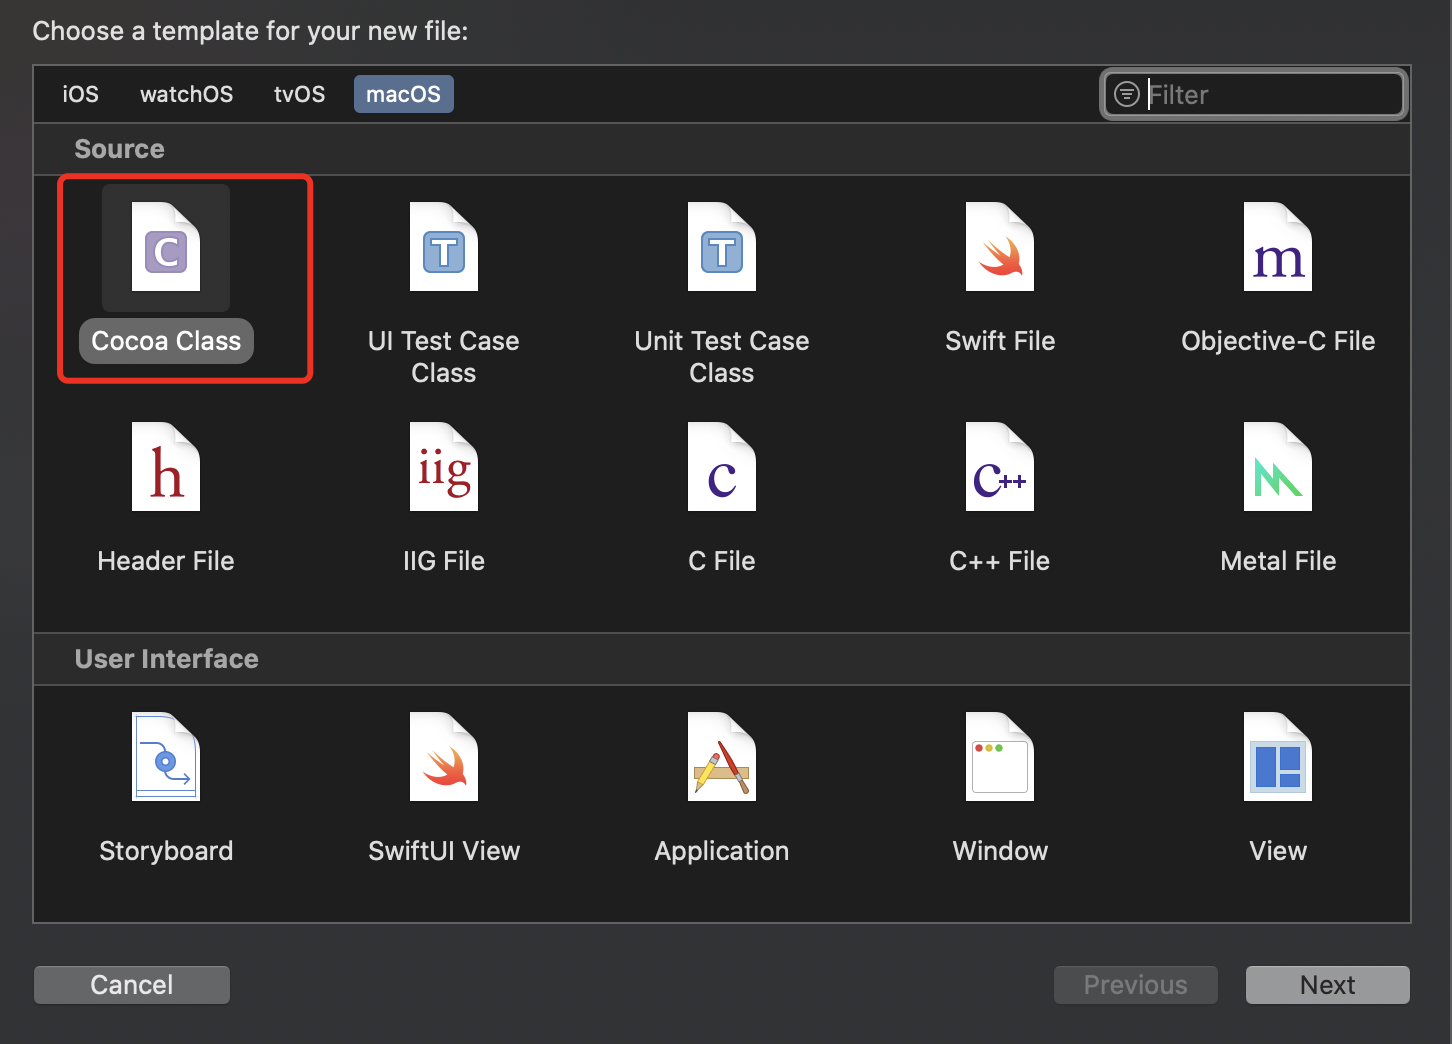 Choose a template for your new file:
iOS watchOS tvOS macOS Filter
Source
C T T m
Cocoa Class UI Test Case Class Unit Test Case Class Swift File Objective-C File
h iig c C++
Header File IIG File C File C++ File Metal File
User Interface
Storyboard SwiftUI View Application Window View
Cancel Previous Next